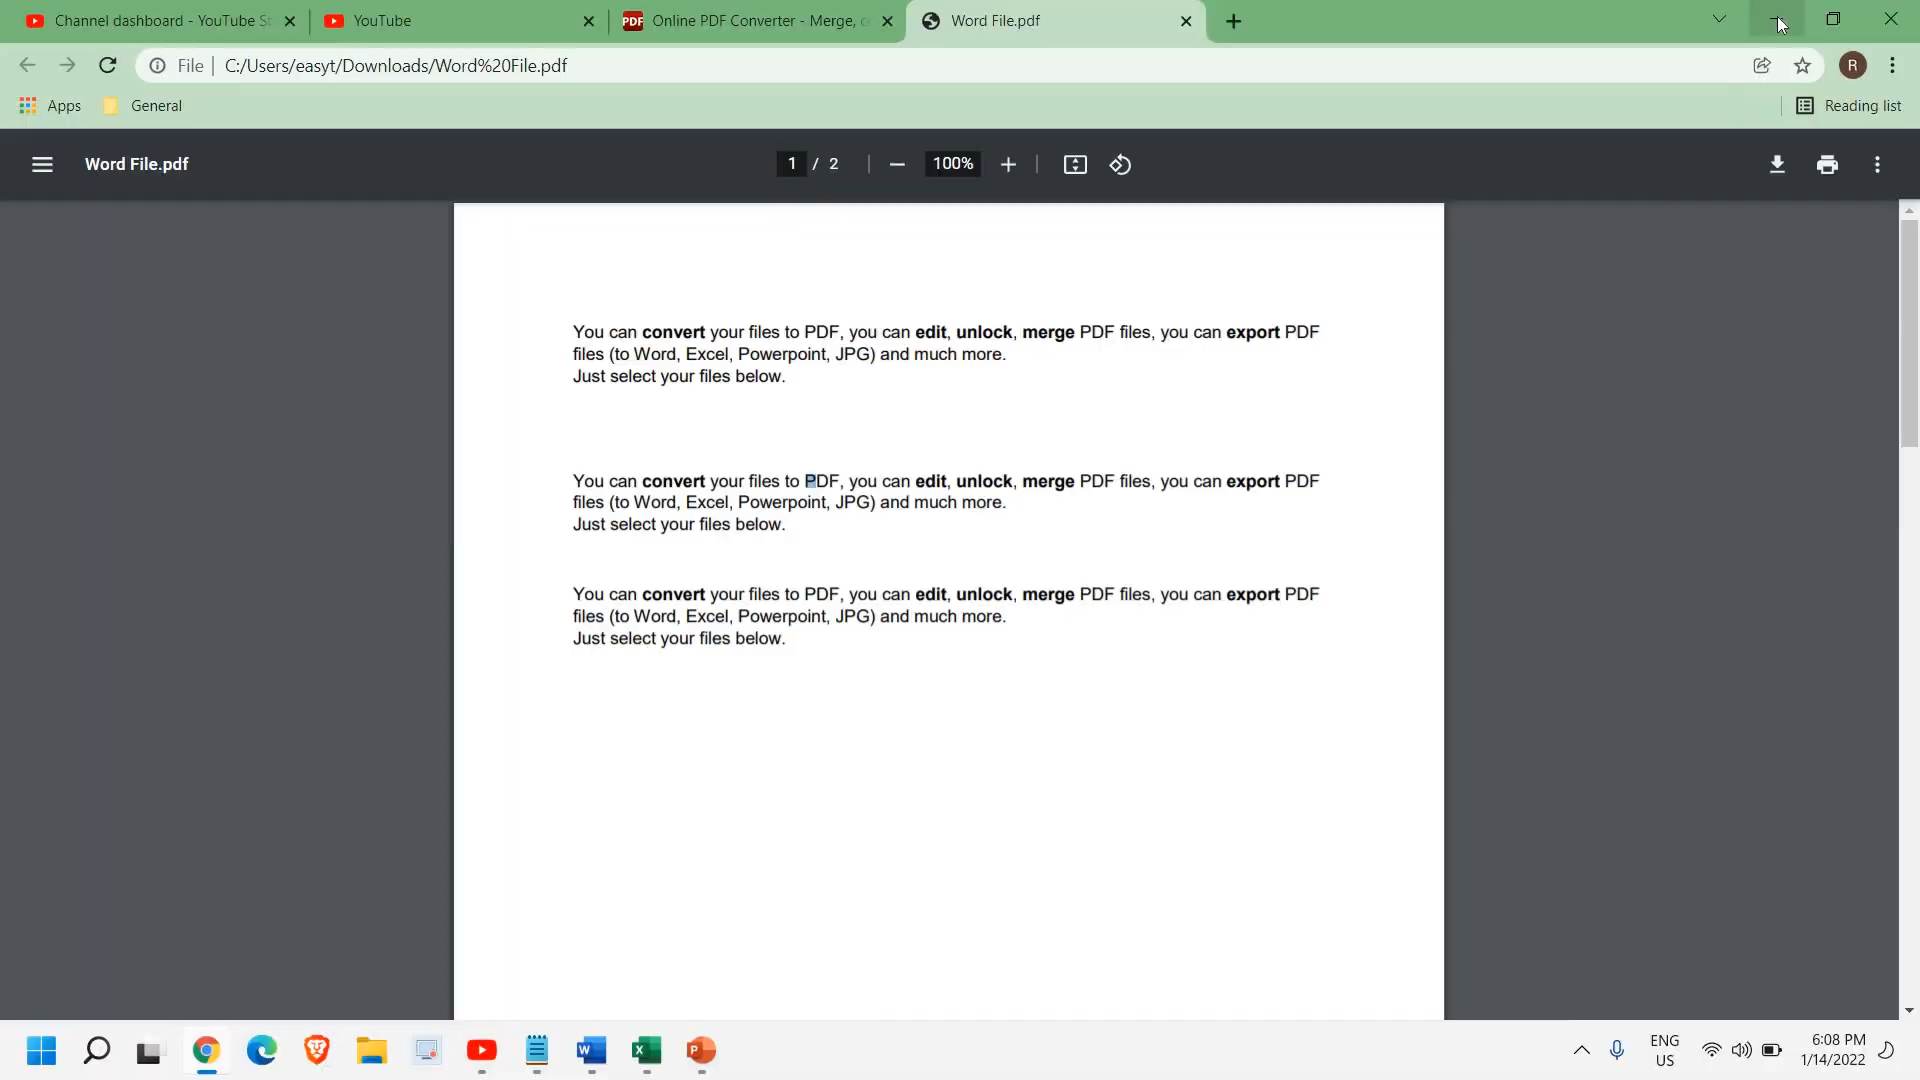 Channel dashboard - YouTube St
YouTube
PDF
Online PDF Converter - Merge, c
Word File.pdf
File
C:/Users/easyt/Downloads/Word%20File.pdf
R
Apps
General
Reading list
Word File.pdf
1 / 2
100%
You can convert your files to PDF, you can edit, unlock, merge PDF files, you can export PDF
files (to Word, Excel, Powerpoint, JPG) and much more.
Just select your files below.
You can convert your files to PDF, you can edit, unlock, merge PDF files, you can export PDF
files (to Word, Excel, Powerpoint, JPG) and much more.
Just select your files below.
You can convert your files to PDF, you can edit, unlock, merge PDF files, you can export PDF
files (to Word, Excel, Powerpoint, JPG) and much more.
Just select your files below.
ENG
US
6:08 PM
1/14/2022